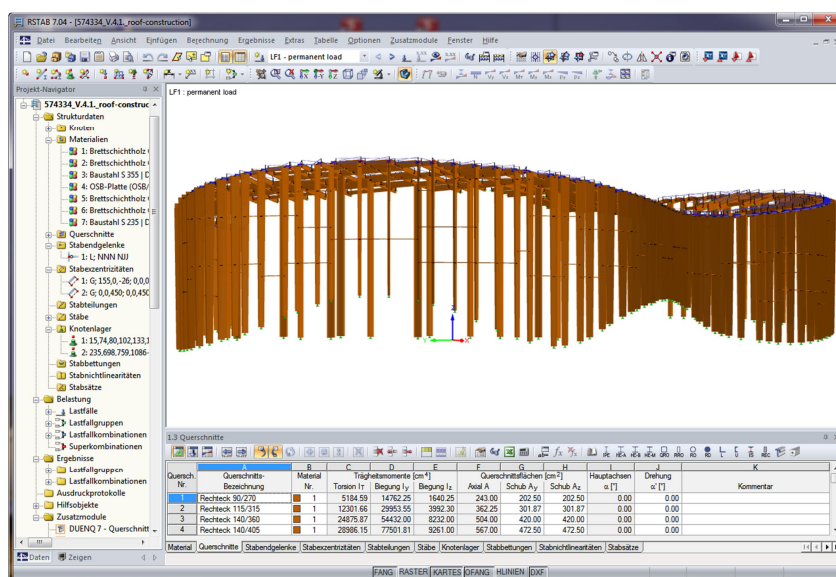 RSTAB 7.04 - [574334_V.4.1._roof-construction]
Datei Bearbeiten Ansicht Einfügen Berechnung Ergebnisse Extras Tabelle Optionen Zusatzmodule Fenster Hilfe
LF1 - permanent load
Projekt-Navigator
574334_V.4.1._roof-construc
Strukturdaten
Knoten
Materialien
1: Brettschichtholz
2: Brettschichtholz
3: Baustahl S 355 | D
4: OSB-Platte (OSB/
5: Brettschichtholz
6: Brettschichtholz
7: Baustahl S 235 | D
Querschnitte
Stabendgelenke
1: L; NNN NJJ
Stabexzentrizitäten
1: G; 155,0,-26; 0,0,0
2: G; 0,0,450; 0,0,450
Stabteilungen
Stäbe
Knotenlager
1: 15,74,80,102,133,1
2: 235,698,759,1086-
Stabbettungen
Stabnichtlinearitäten
Stabsätze
Belastung
Lastfälle
Lastfallgruppen
Lastfallkombinationen
Superkombinationen
Ergebnisse
Lastfallgruppen
Lastfallkombinationen
Ausdruckprotokolle
Hilfsobjekte
Zusatzmodule
DUENQ 7 - Querschnitt
Daten Zeigen
LF1 : permanent load
Z
Y X
1.3 Querschnitte
A B C D E F G H I J K
Quersch. Querschnitts- Material Trägheitsmomente [cm⁴] Querschnittsflächen [cm²] Hauptachsen Drehung
Nr. Bezeichnung Nr. Torsion IT Biegung Iy Biegung Iz Axial A Schub Ay Schub Az α [°] α' [°] Kommentar
1 Rechteck 90/270 1 5184.59 14762.25 1640.25 243.00 202.50 202.50 0.00 0.00
2 Rechteck 115/315 1 12301.66 29953.55 3992.30 362.25 301.87 301.87 0.00 0.00
3 Rechteck 140/360 1 24875.87 54432.00 8232.00 504.00 420.00 420.00 0.00 0.00
4 Rechteck 140/405 1 28986.15 77501.81 9261.00 567.00 472.50 472.50 0.00 0.00
Material Querschnitte Stabendgelenke Stabexzentrizitäten Stabteilungen Stäbe Knotenlager Stabbettungen Stabnichtlinearitäten Stabsätze
FANG RASTER KARTES OFANG HLINIEN DXF